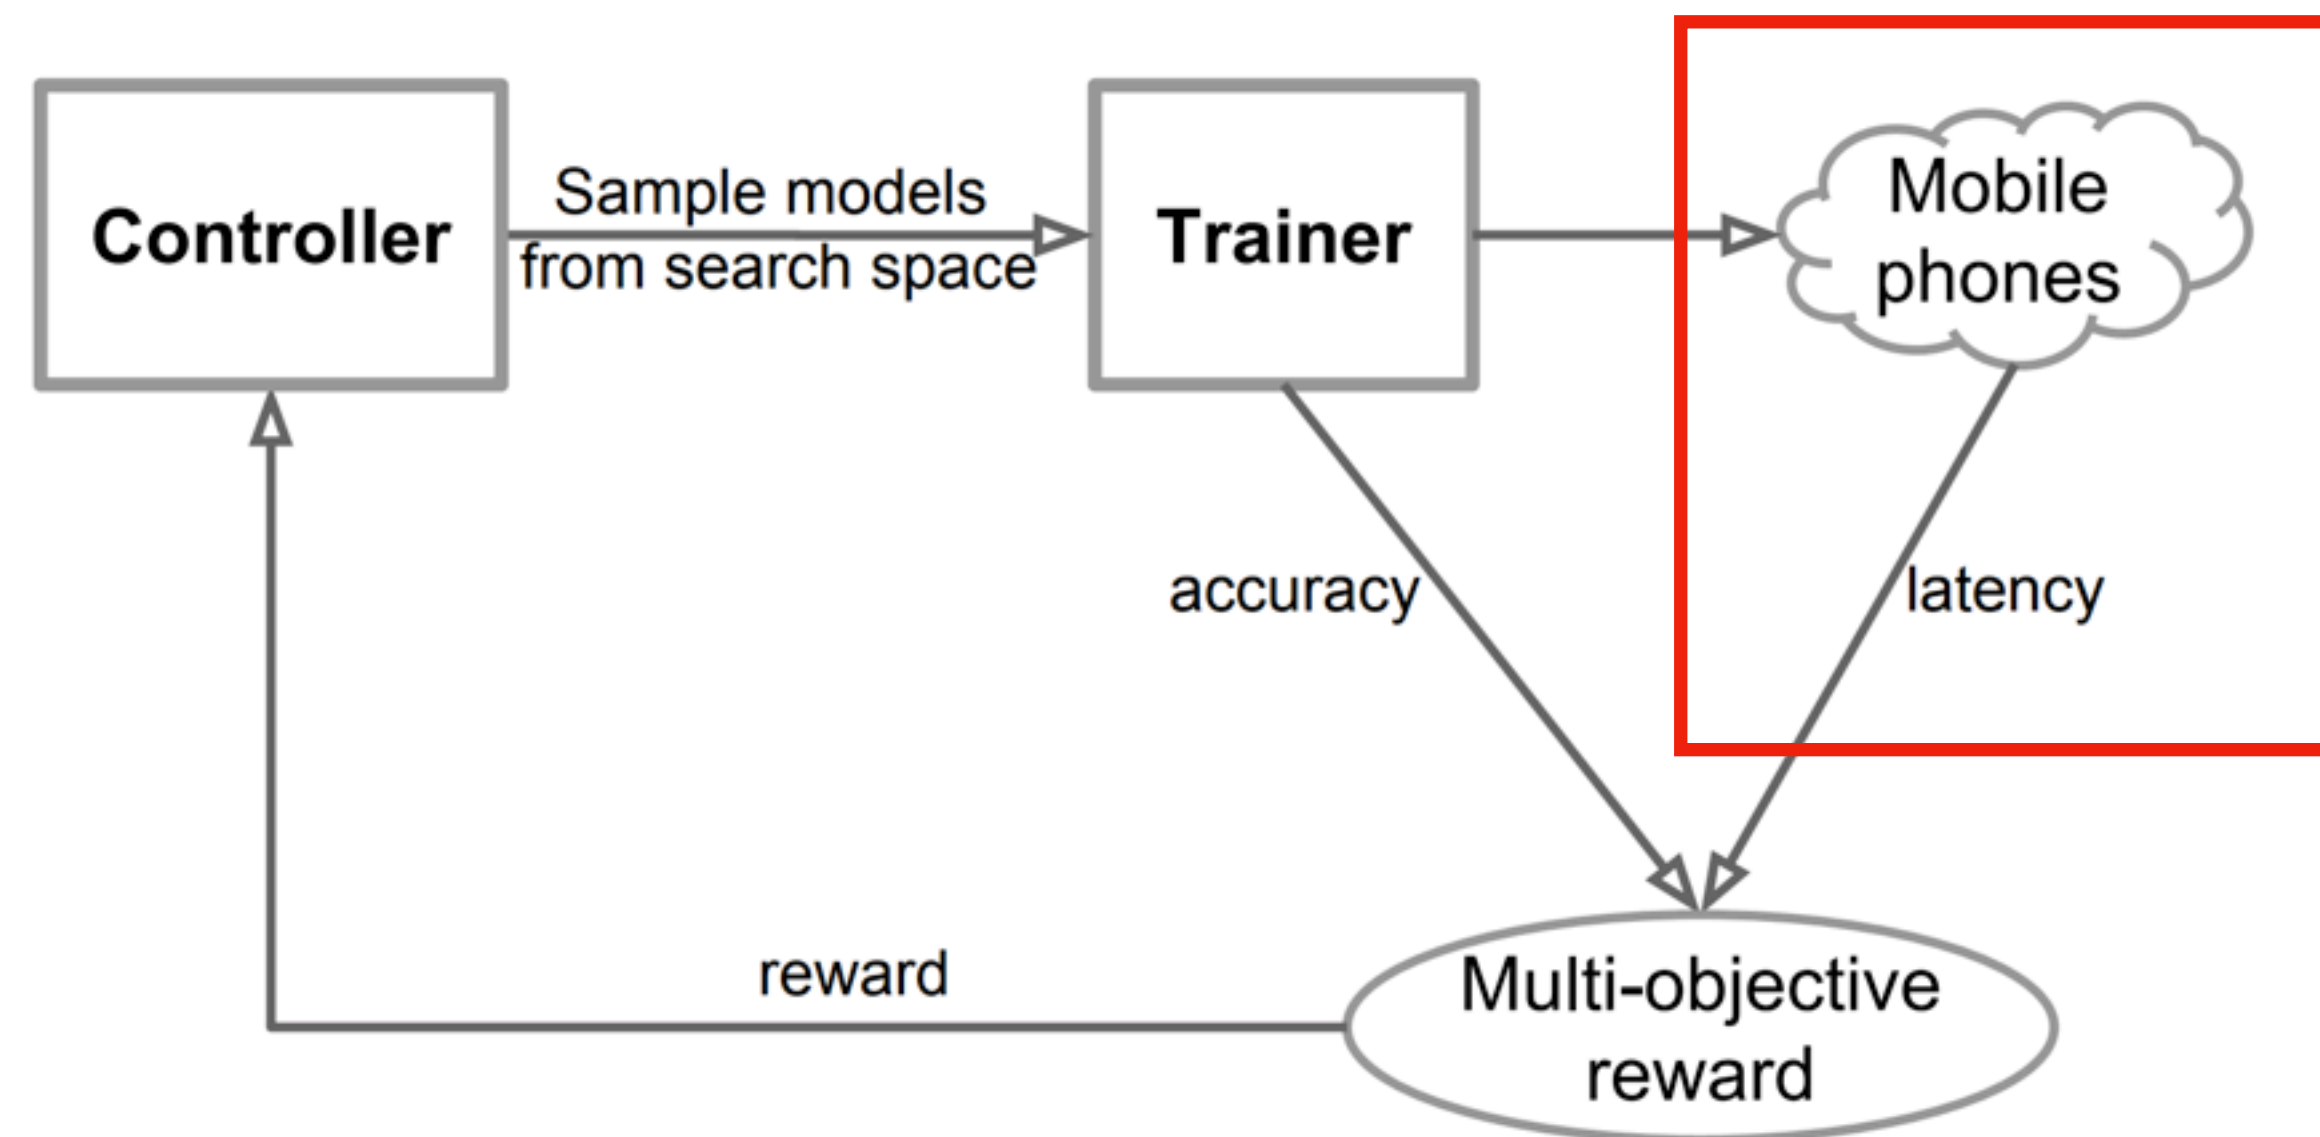 Controller
Sample models
from search space
Trainer
Mobile
phones
accuracy
latency
reward
Multi-objective
reward